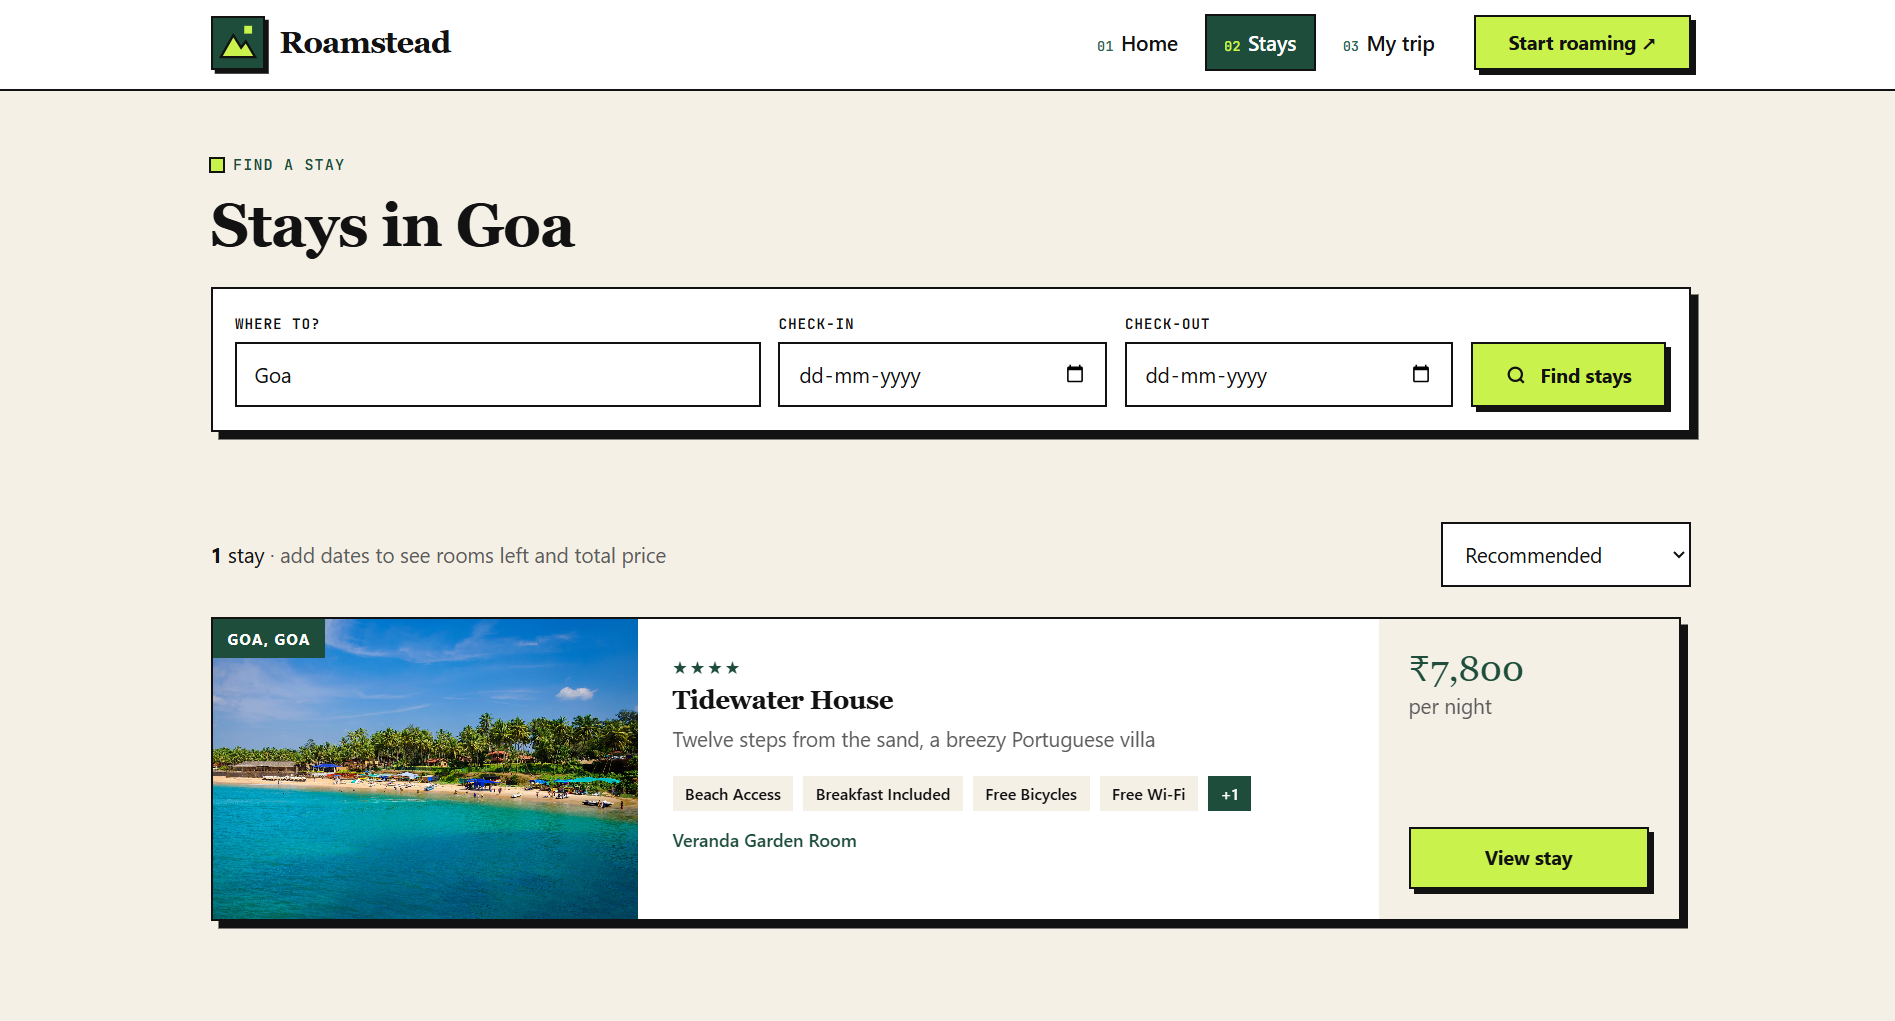 Roamstead
01 Home
02 Stays
03 My trip
Start roaming ↗
FIND A STAY
Stays in Goa
WHERE TO?
Goa
CHECK-IN
dd-mm-yyyy
CHECK-OUT
dd-mm-yyyy
Find stays
1 stay · add dates to see rooms left and total price
Recommended
GOA, GOA
★★★★
Tidewater House
Twelve steps from the sand, a breezy Portuguese villa
Beach Access
Breakfast Included
Free Bicycles
Free Wi-Fi
+1
Veranda Garden Room
₹7,800
per night
View stay